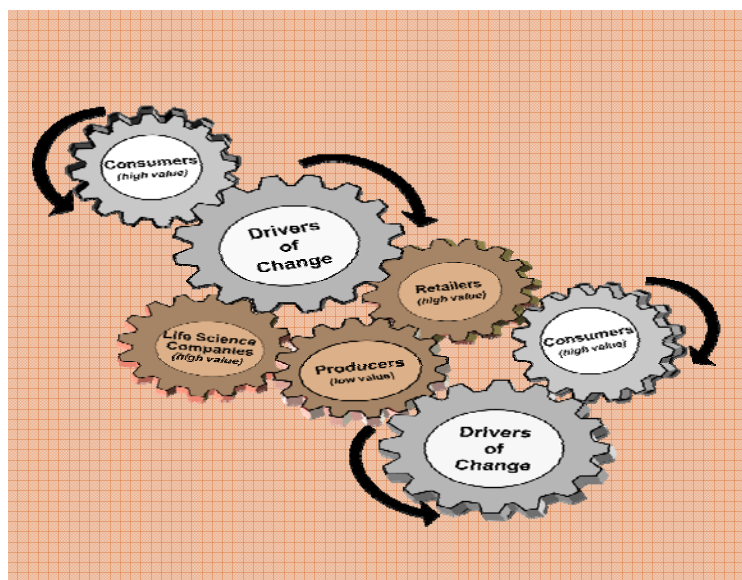 Consumers
(high value)
Drivers
of
Change
Retailers
(high value)
Life Science
Companies
(high value)
Consumers
(high value)
Producers
(low value)
Drivers
of
Change